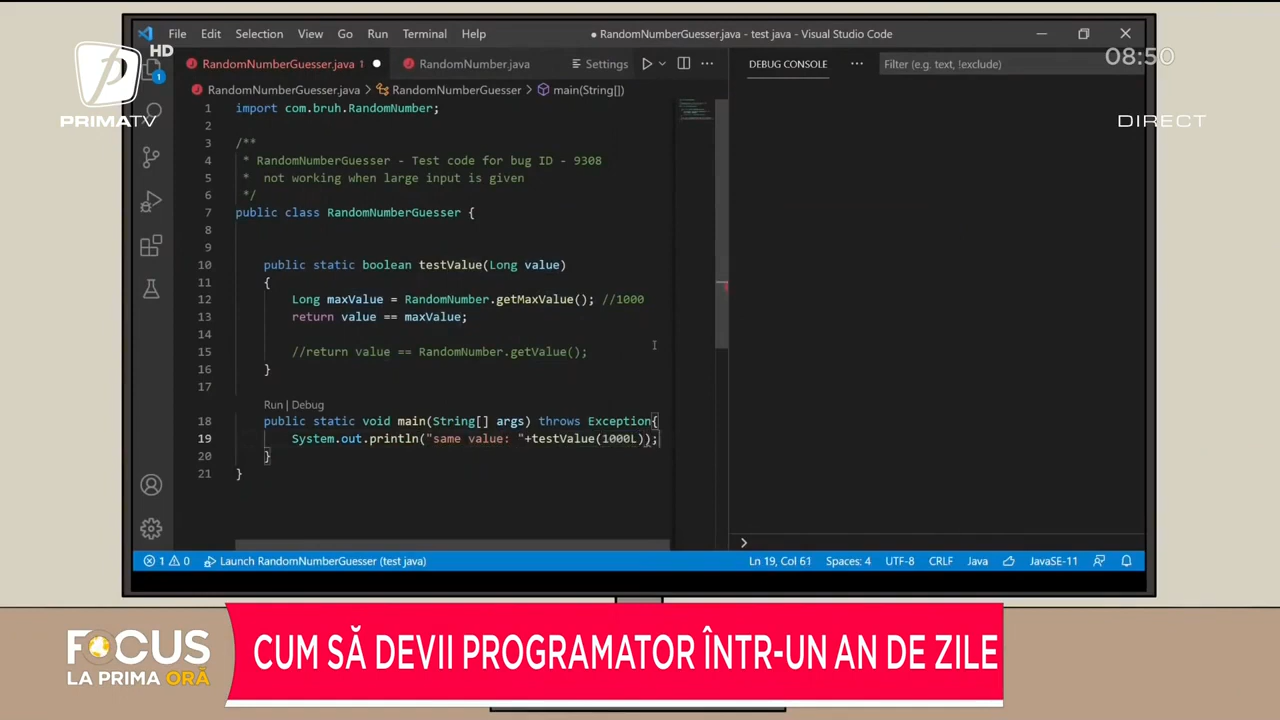 File Edit Selection View Go Run Terminal Help
● RandomNumberGuesser.java - test java - Visual Studio Code
HD
PRIMATV
08:50
DIRECT
1
RandomNumberGuesser.java 1 ●
RandomNumber.java
Settings
DEBUG CONSOLE
Filter (e.g. text, !exclude)
RandomNumberGuesser.java > RandomNumberGuesser > main(String[])
1 import com.bruh.RandomNumber;
2
3 /**
4 * RandomNumberGuesser - Test code for bug ID - 9308
5 * not working when large input is given
6 */
7 public class RandomNumberGuesser {
8
9
10 public static boolean testValue(Long value)
11 {
12 Long maxValue = RandomNumber.getMaxValue(); //1000
13 return value == maxValue;
14
15 //return value == RandomNumber.getValue();
16 }
17
Run | Debug
18 public static void main(String[] args) throws Exception{
19 System.out.println("same value: "+testValue(1000L));
20 }
21 }
1 0 Launch RandomNumberGuesser (test java)
Ln 19, Col 61 Spaces: 4 UTF-8 CRLF Java JavaSE-11
FOCUS
LA PRIMA ORĂ
CUM SĂ DEVII PROGRAMATOR ÎNTR-UN AN DE ZILE